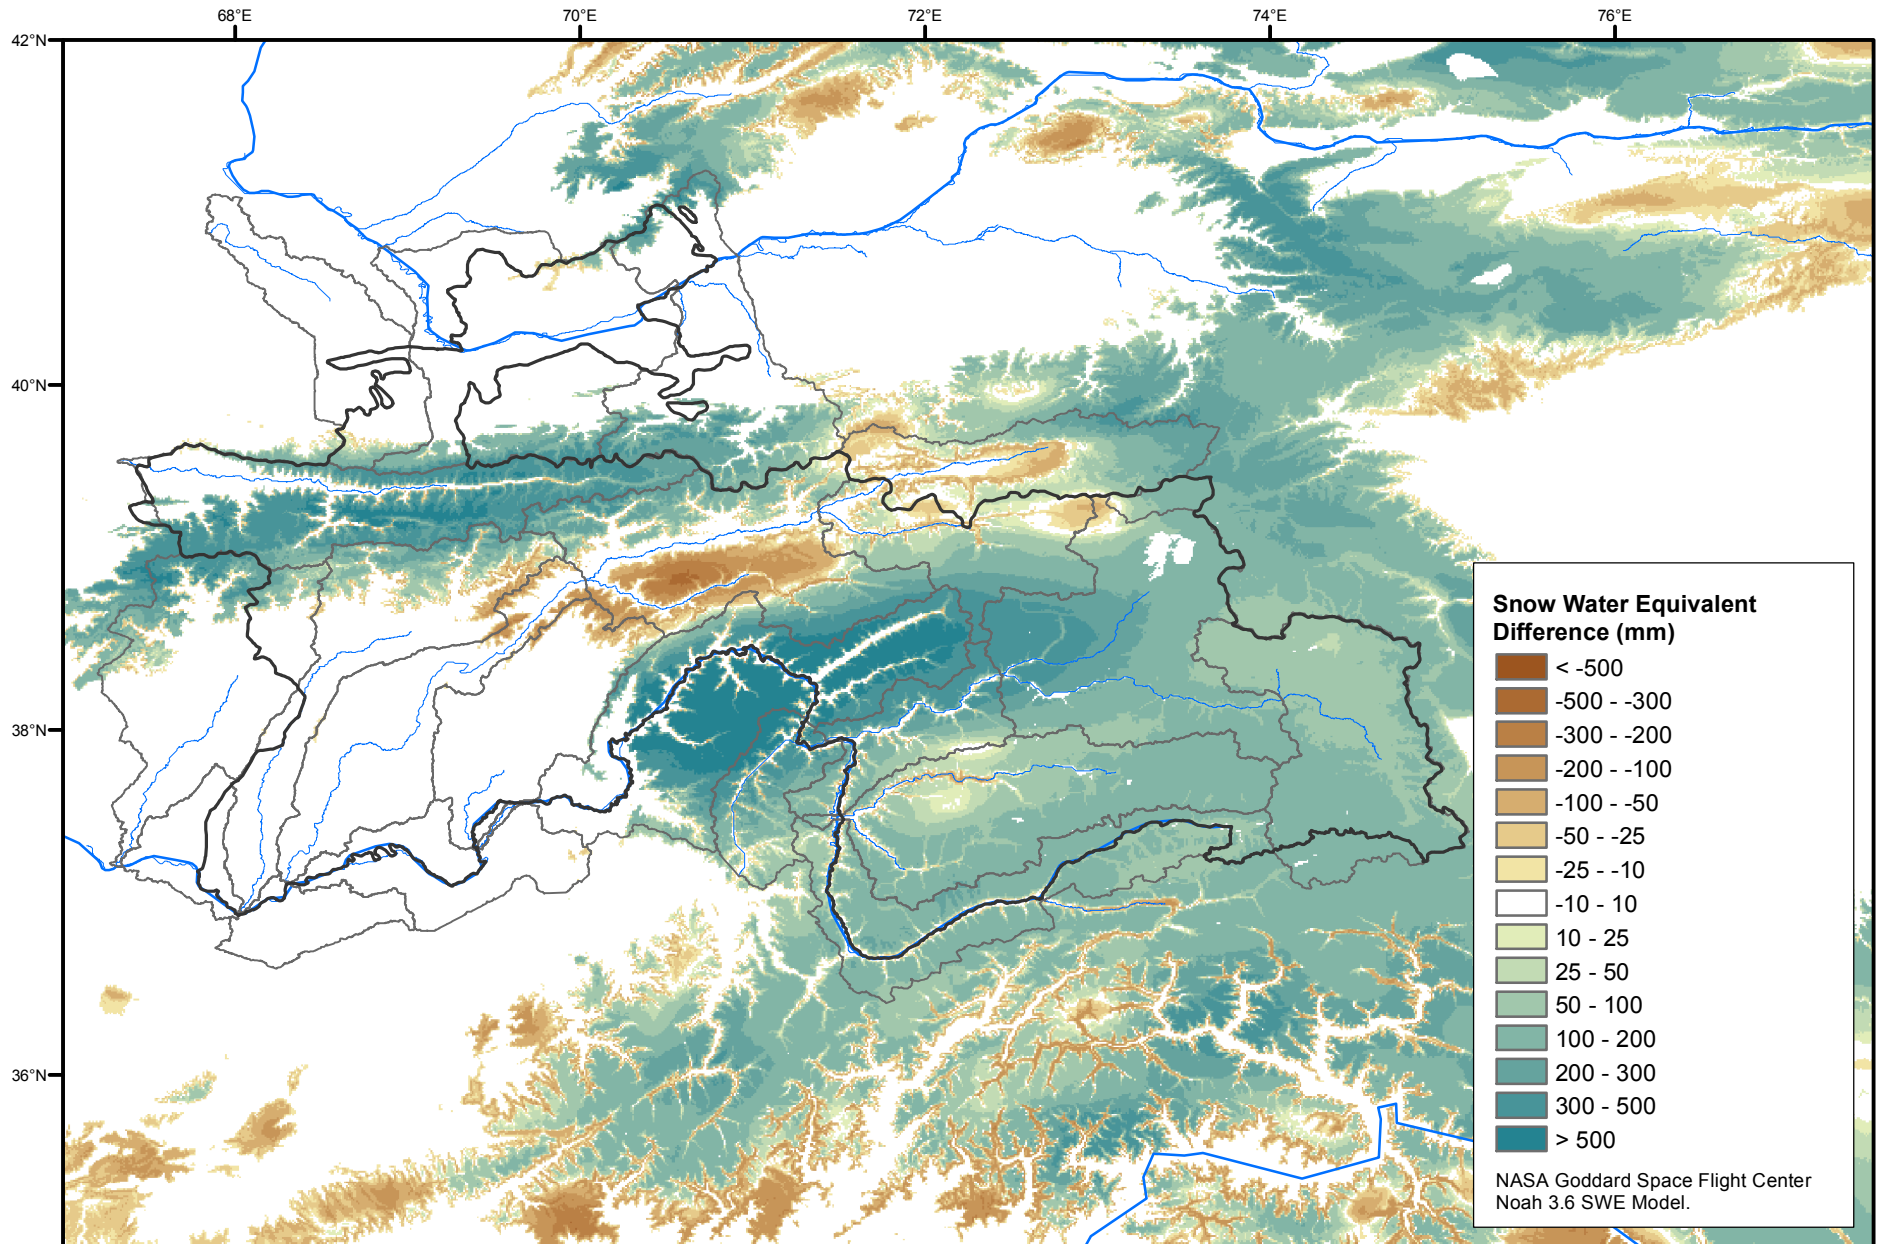 68°E
70°E
72°E
74°E
76°E
42°N
40°N
38°N
36°N
Snow Water Equivalent
Difference (mm)
< -500
-500 - -300
-300 - -200
-200 - -100
-100 - -50
-50 - -25
-25 - -10
-10 - 10
10 - 25
25 - 50
50 - 100
100 - 200
200 - 300
300 - 500
> 500
NASA Goddard Space Flight Center
Noah 3.6 SWE Model.